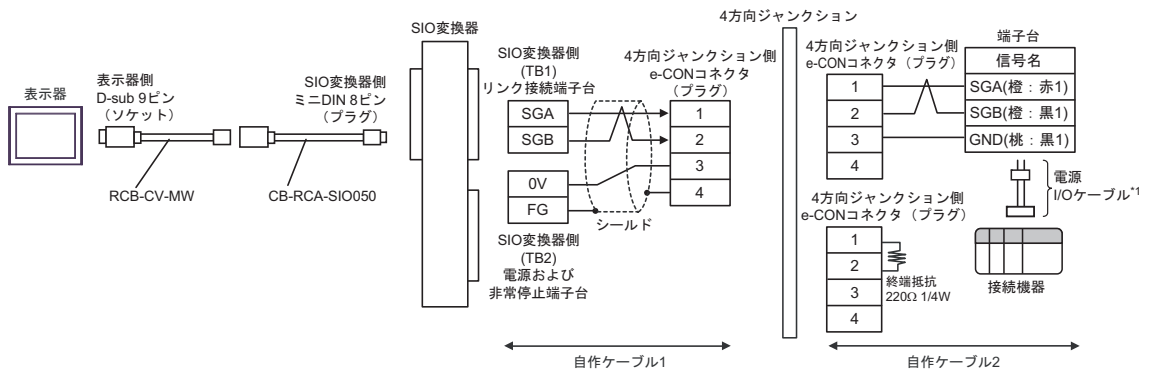 表示器
表示器側
D-sub 9ピン
（ソケット）
RCB-CV-MW
SIO変換器側
ミニDIN 8ピン
（プラグ）
CB-RCA-SIO050
SIO変換器
SIO変換器側
(TB1)
リンク接続端子台
SGA
SGB
0V
FG
SIO変換器側
(TB2)
電源および
非常停止端子台
シールド
4方向ジャンクション側
e-CONコネクタ
（プラグ）
1
2
3
4
自作ケーブル1
4方向ジャンクション
4方向ジャンクション側
e-CONコネクタ（プラグ）
1
2
3
4
端子台
信号名
SGA(橙：赤1)
SGB(橙：黒1)
GND(桃：黒1)
電源
I/Oケーブル*1
接続機器
4方向ジャンクション側
e-CONコネクタ（プラグ）
1
2
3
4
終端抵抗
220Ω 1/4W
自作ケーブル2